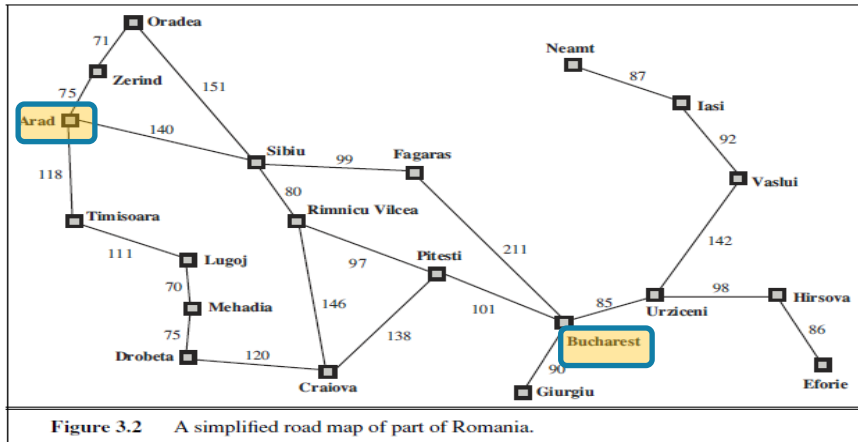 Oradea
71
Neamt
Zerind
87
75
151
Iasi
Arad
140
92
Sibiu
99
Fagaras
118
80
Vaslui
Timisoara
Rimnicu Vilcea
142
111
Lugoj
97
Pitesti
211
70
98
Hirsova
146
101
85
Urziceni
Mehadia
138
86
75
Bucharest
Drobeta
120
90
Craiova
Giurgiu
Eforie
Figure 3.2 A simplified road map of part of Romania.